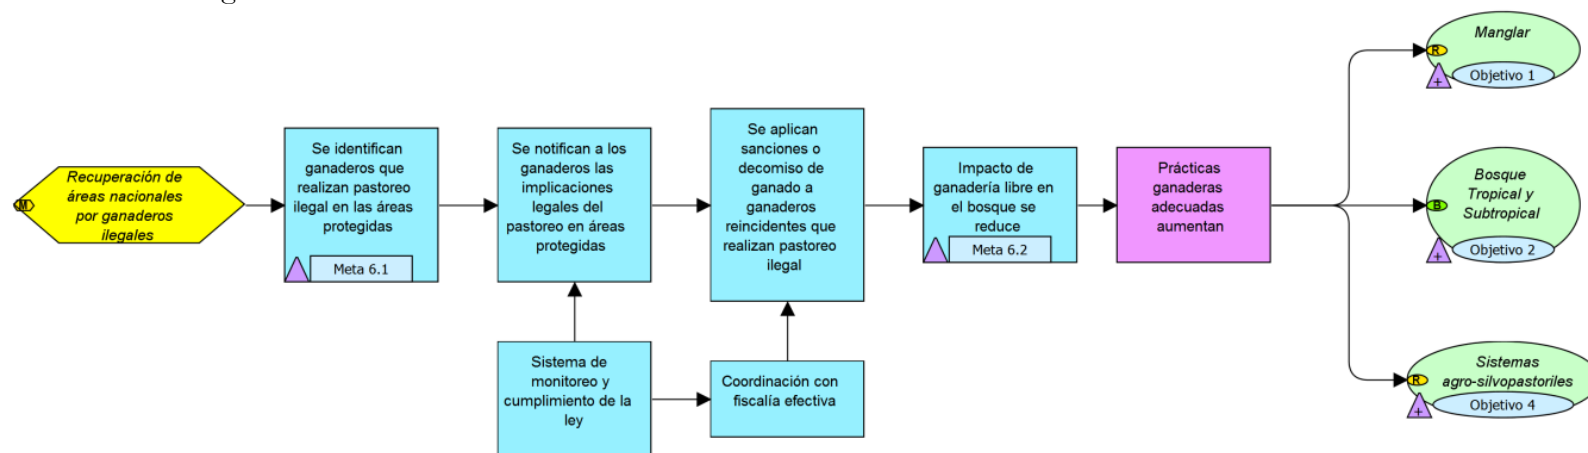 g
Recuperación de
áreas nacionales
por ganaderos
ilegales
M
Se identifican
ganaderos que
realizan pastoreo
ilegal en las áreas
protegidas
Meta 6.1
Se notifican a los
ganaderos las
implicaciones
legales del
pastoreo en áreas
protegidas
Se aplican
sanciones o
decomiso de
ganado a
ganaderos
reincidentes que
realizan pastoreo
ilegal
Impacto de
ganadería libre en
el bosque se
reduce
Meta 6.2
Prácticas
ganaderas
adecuadas
aumentan
Sistema de
monitoreo y
cumplimiento de la
ley
Coordinación con
fiscalía efectiva
Manglar
R
+
Objetivo 1
Bosque
Tropical y
Subtropical
B
+
Objetivo 2
Sistemas
agro-silvopastoriles
R
+
Objetivo 4